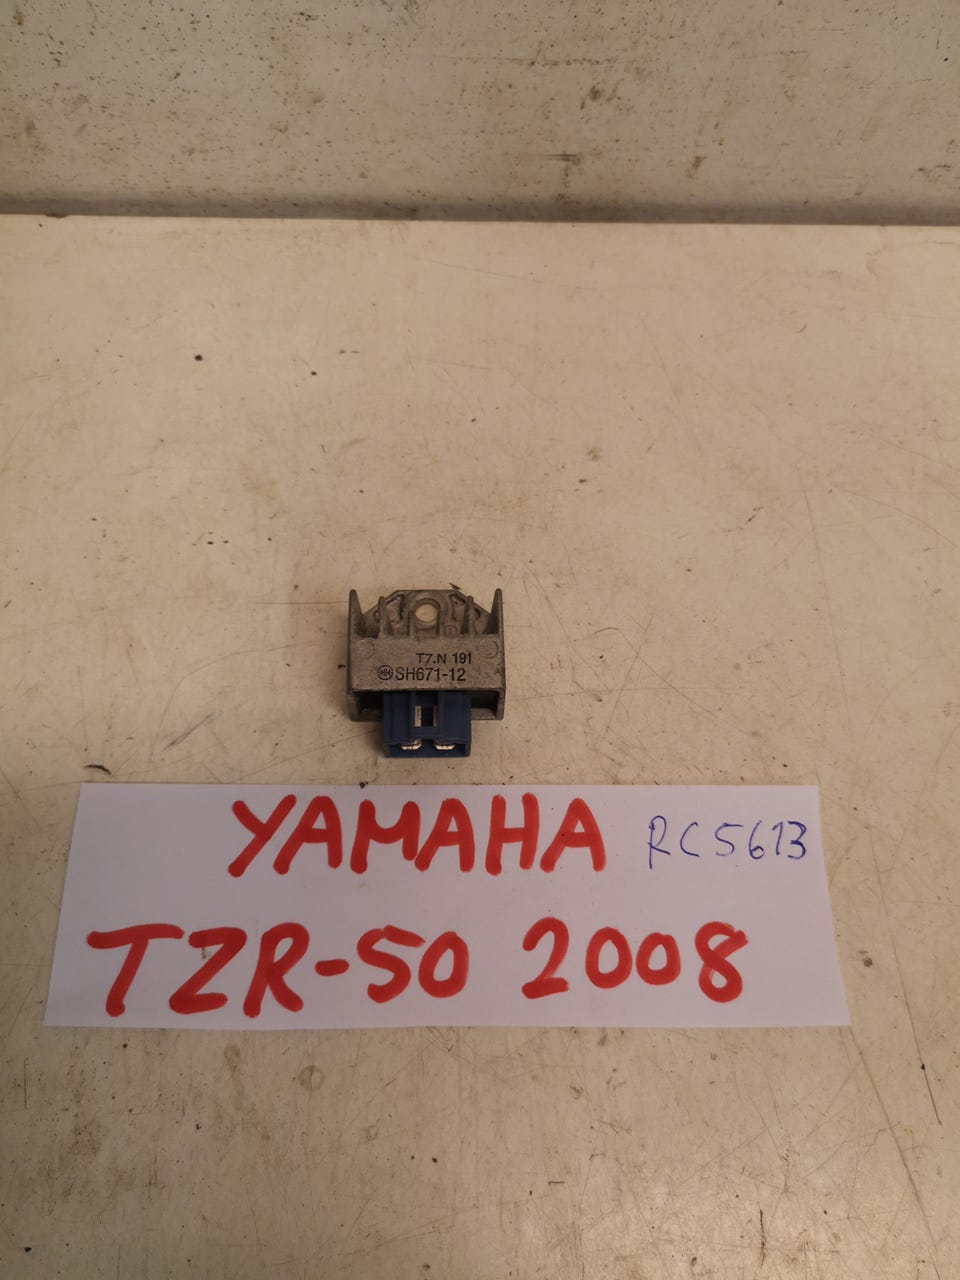 T7.N 191
SH671-12
YAMAHA RC5613
TZR-50 2008